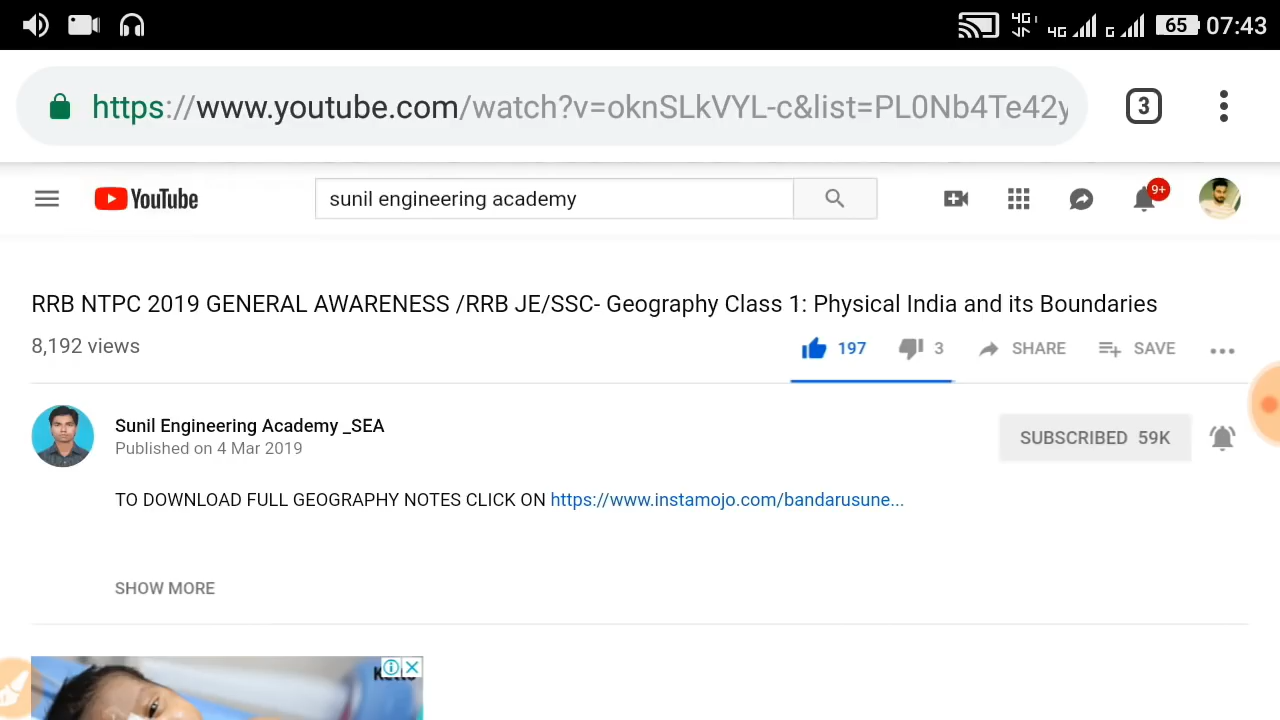 4G 4G G 65 07:43
https://www.youtube.com/watch?v=oknSLkVYL-c&list=PL0Nb4Te42y
3
YouTube sunil engineering academy 9+
RRB NTPC 2019 GENERAL AWARENESS /RRB JE/SSC- Geography Class 1: Physical India and its Boundaries
8,192 views 197 3 SHARE SAVE
Sunil Engineering Academy _SEA
Published on 4 Mar 2019
SUBSCRIBED 59K
TO DOWNLOAD FULL GEOGRAPHY NOTES CLICK ON https://www.instamojo.com/bandarusune...
SHOW MORE